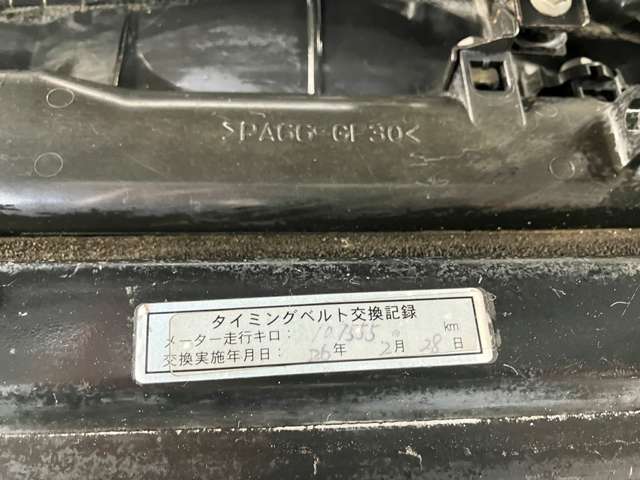 >PA66-GF30<
タイミングベルト交換記録
メーター走行キロ: 101555 km
交換実施年月日: 26年 2月 28日